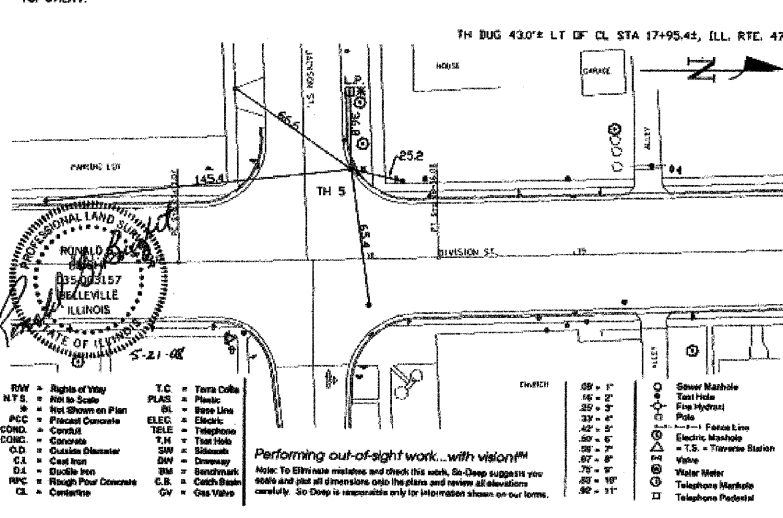 TH DUG 43.0'± LT OF CL STA 17+95.4±, ILL. RTE. 47
HOUSE
GARAGE
N
JACKSON ST.
ALLEY
66.6
36.8
25.2
PARKING LOT
145.4
TH 5
65.4
DIVISION ST.
PROFESSIONAL LAND SURVEYOR
RONALD
035-003157
BELLEVILLE
ILLINOIS
STATE OF ILLINOIS
5-21-08
ALLEY
CHURCH
R/W = Rights of Way
N.T.S. = Not to Scale
※ = Not Shown on Plan
PCC = Precast Concrete
COND. = Conduit
CONC. = Concrete
O.D. = Outside Diameter
C.I. = Cast Iron
D.I. = Ductile Iron
RPC = Rough Pour Concrete
CL = Centerline
T.C. = Terra Cotta
PLAS. = Plastic
BL = Base Line
ELEC. = Electric
TELE = Telephone
T.H. = Test Hole
SW = Sidewalk
DW = Driveway
BM = Benchmark
C.B. = Catch Basin
GV = Gas Valve
Performing out-of-sight work...with vision!℠
Note: To Eliminate mistakes and check this work, So-Deep suggests you
scale and plot all dimensions onto the plans and review all elevations
carefully. So-Deep is responsible only for information shown on our forms.
.08' = 1"
.16' = 2"
.25' = 3"
.33' = 4"
.42' = 5"
.50' = 6"
.58' = 7"
.67' = 8"
.75' = 9"
.83' = 10"
.92' = 11"
Sewer Manhole
Test Hole
Fire Hydrant
Pole
Fence Line
Electric Manhole
= T.S. - Traverse Station
Valve
Water Meter
Telephone Manhole
Telephone Pedestal